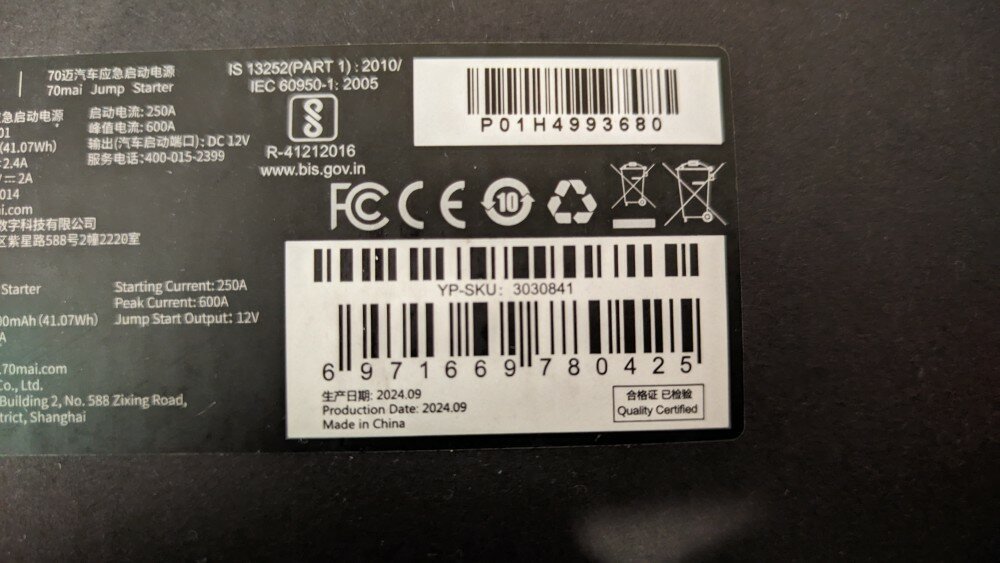 70迈汽车应急启动电源
70mai Jump Starter
急启动电源
01
(41.07Wh)
2.4A
V⎓2A
014
ai.com
数字科技有限公司
区紫星路588号2幢2220室
启动电流: 250A
峰值电流: 600A
输出(汽车启动端口): DC 12V
服务电话:400-015-2399
IS 13252(PART 1) : 2010/
IEC 60950-1: 2005
R-41212016
www.bis.gov.in
P01H4993680
FC CE
10
Starter
00mAh (41.07Wh)
A
.70mai.com
Co., Ltd.
Building 2, No. 588 Zixing Road,
trict, Shanghai
Starting Current: 250A
Peak Current: 600A
Jump Start Output: 12V
YP-SKU: 3030841
6971669780425
生产日期: 2024.09
Production Date: 2024.09
Made in China
合格证 已检验
Quality Certified